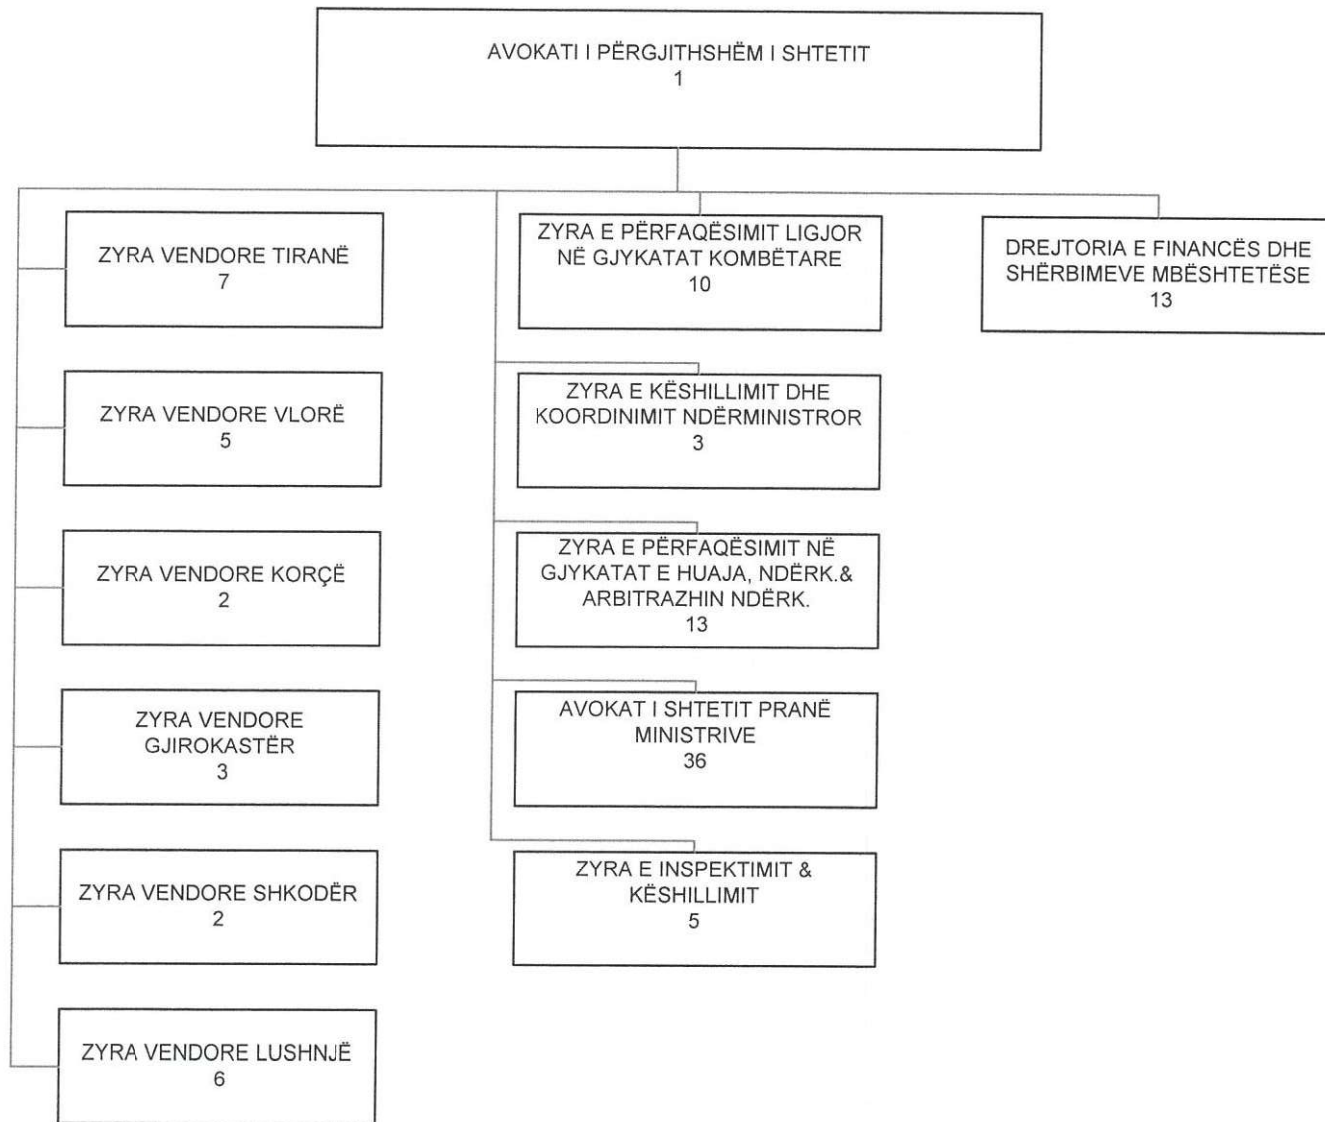 AVOKATI I PËRGJITHSHËM I SHTETIT
1
ZYRA VENDORE TIRANË
7
ZYRA VENDORE VLORË
5
ZYRA VENDORE KORÇË
2
ZYRA VENDORE
GJIROKASTËR
3
ZYRA VENDORE SHKODËR
2
ZYRA VENDORE LUSHNJË
6
ZYRA E PËRFAQËSIMIT LIGJOR
NË GJYKATAT KOMBËTARE
10
ZYRA E KËSHILLIMIT DHE
KOORDINIMIT NDËRMINISTROR
3
ZYRA E PËRFAQËSIMIT NË
GJYKATAT E HUAJA, NDËRK.&
ARBITRAZHIN NDËRK.
13
AVOKAT I SHTETIT PRANË
MINISTRIVE
36
ZYRA E INSPEKTIMIT &
KËSHILLIMIT
5
DREJTORIA E FINANCËS DHE
SHËRBIMEVE MBËSHTETËSE
13